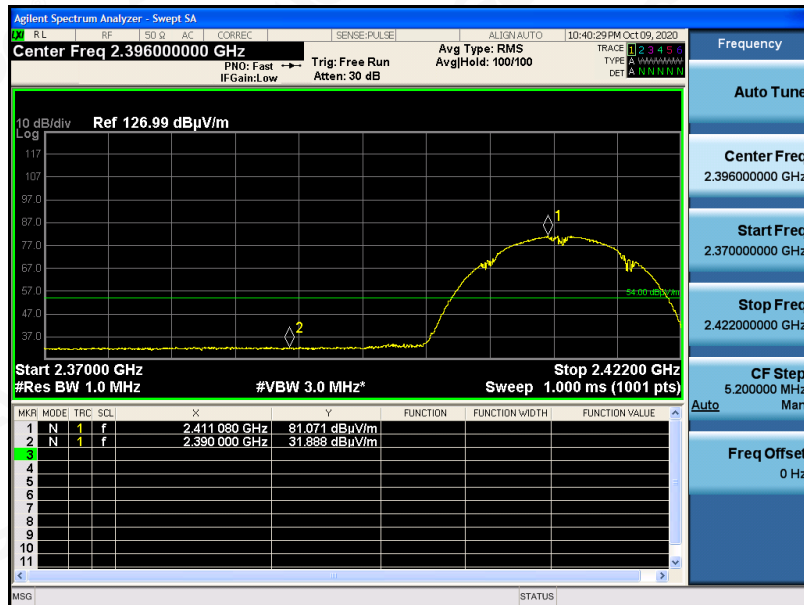 Agilent Spectrum Analyzer - Swept SA
LXI RL RF 50 Ω AC CORREC SENSE:PULSE ALIGN AUTO 10:40:29 PM Oct 09, 2020
Center Freq 2.396000000 GHz
PNO: Fast
IFGain:Low
Trig: Free Run
Atten: 30 dB
Avg Type: RMS
Avg|Hold: 100/100
TRACE 1 2 3 4 5 6
TYPE A WWWWW
DET A N N N N N
10 dB/div Ref 126.99 dBµV/m
Log
117
107
97.0
87.0
77.0
67.0
57.0
47.0
37.0
1
2
54.00 dBµV/m
Start 2.37000 GHz Stop 2.42200 GHz
#Res BW 1.0 MHz #VBW 3.0 MHz* Sweep 1.000 ms (1001 pts)
MKR MODE TRC SCL X Y FUNCTION FUNCTION WIDTH FUNCTION VALUE
1 N 1 f 2.411 080 GHz 81.071 dBµV/m
2 N 1 f 2.390 000 GHz 31.888 dBµV/m
3
4
5
6
7
8
9
10
11
MSG STATUS
Frequency
Auto Tune
Center Freq
2.396000000 GHz
Start Freq
2.370000000 GHz
Stop Freq
2.422000000 GHz
CF Step
5.200000 MHz
Auto Man
Freq Offset
0 Hz